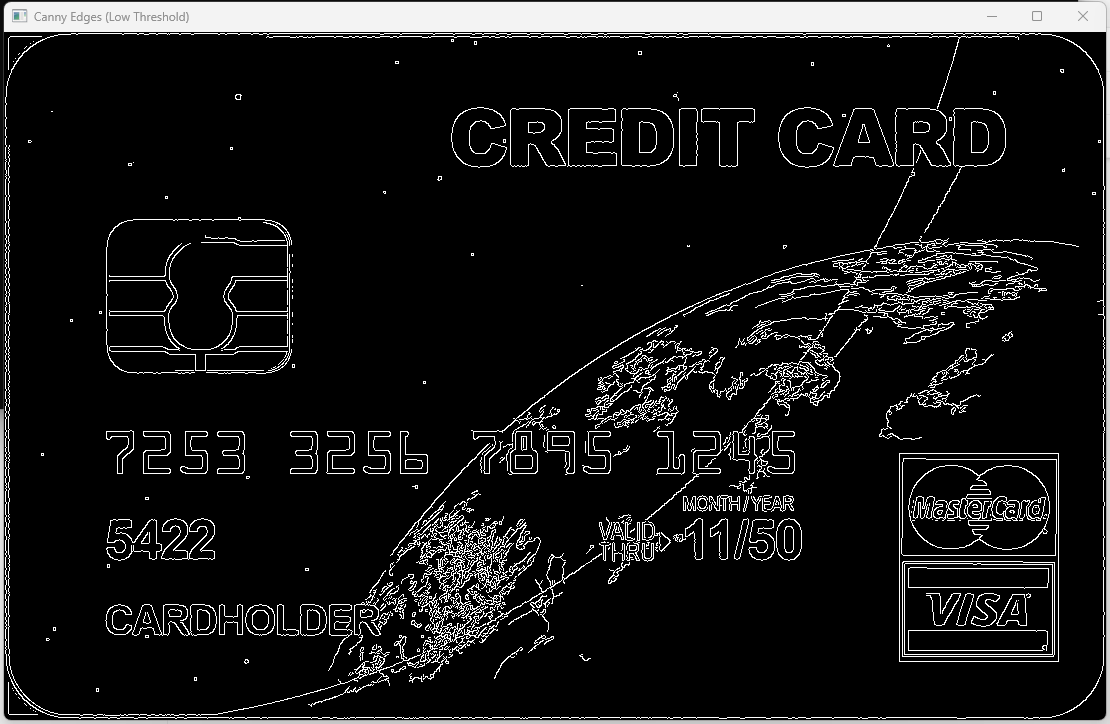 Canny Edges (Low Threshold)
CREDIT CARD
7253 3256 7895 1245
MONTH/YEAR
5422
VALID THRU
11/50
MasterCard
CARDHOLDER
VISA